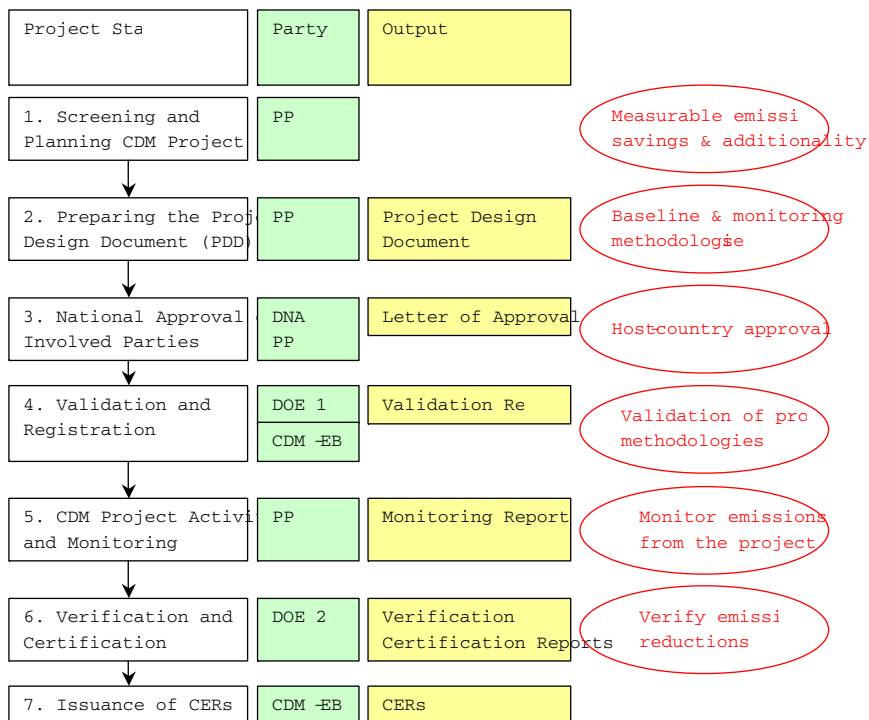 Project Sta
Party
Output
1. Screening and
Planning CDM Project
PP
Measurable emissi
savings & additionality
2. Preparing the Proj
Design Document (PDD)
PP
Project Design
Document
Baseline & monitoring
methodologie
3. National Approval
Involved Parties
DNA
PP
Letter of Approval
Host-country approval
4. Validation and
Registration
DOE 1
CDM -EB
Validation Re
Validation of pro
methodologies
5. CDM Project Activi
and Monitoring
PP
Monitoring Report
Monitor emissions
from the project
6. Verification and
Certification
DOE 2
Verification
Certification Reports
Verify emissi
reductions
7. Issuance of CERs
CDM -EB
CERs